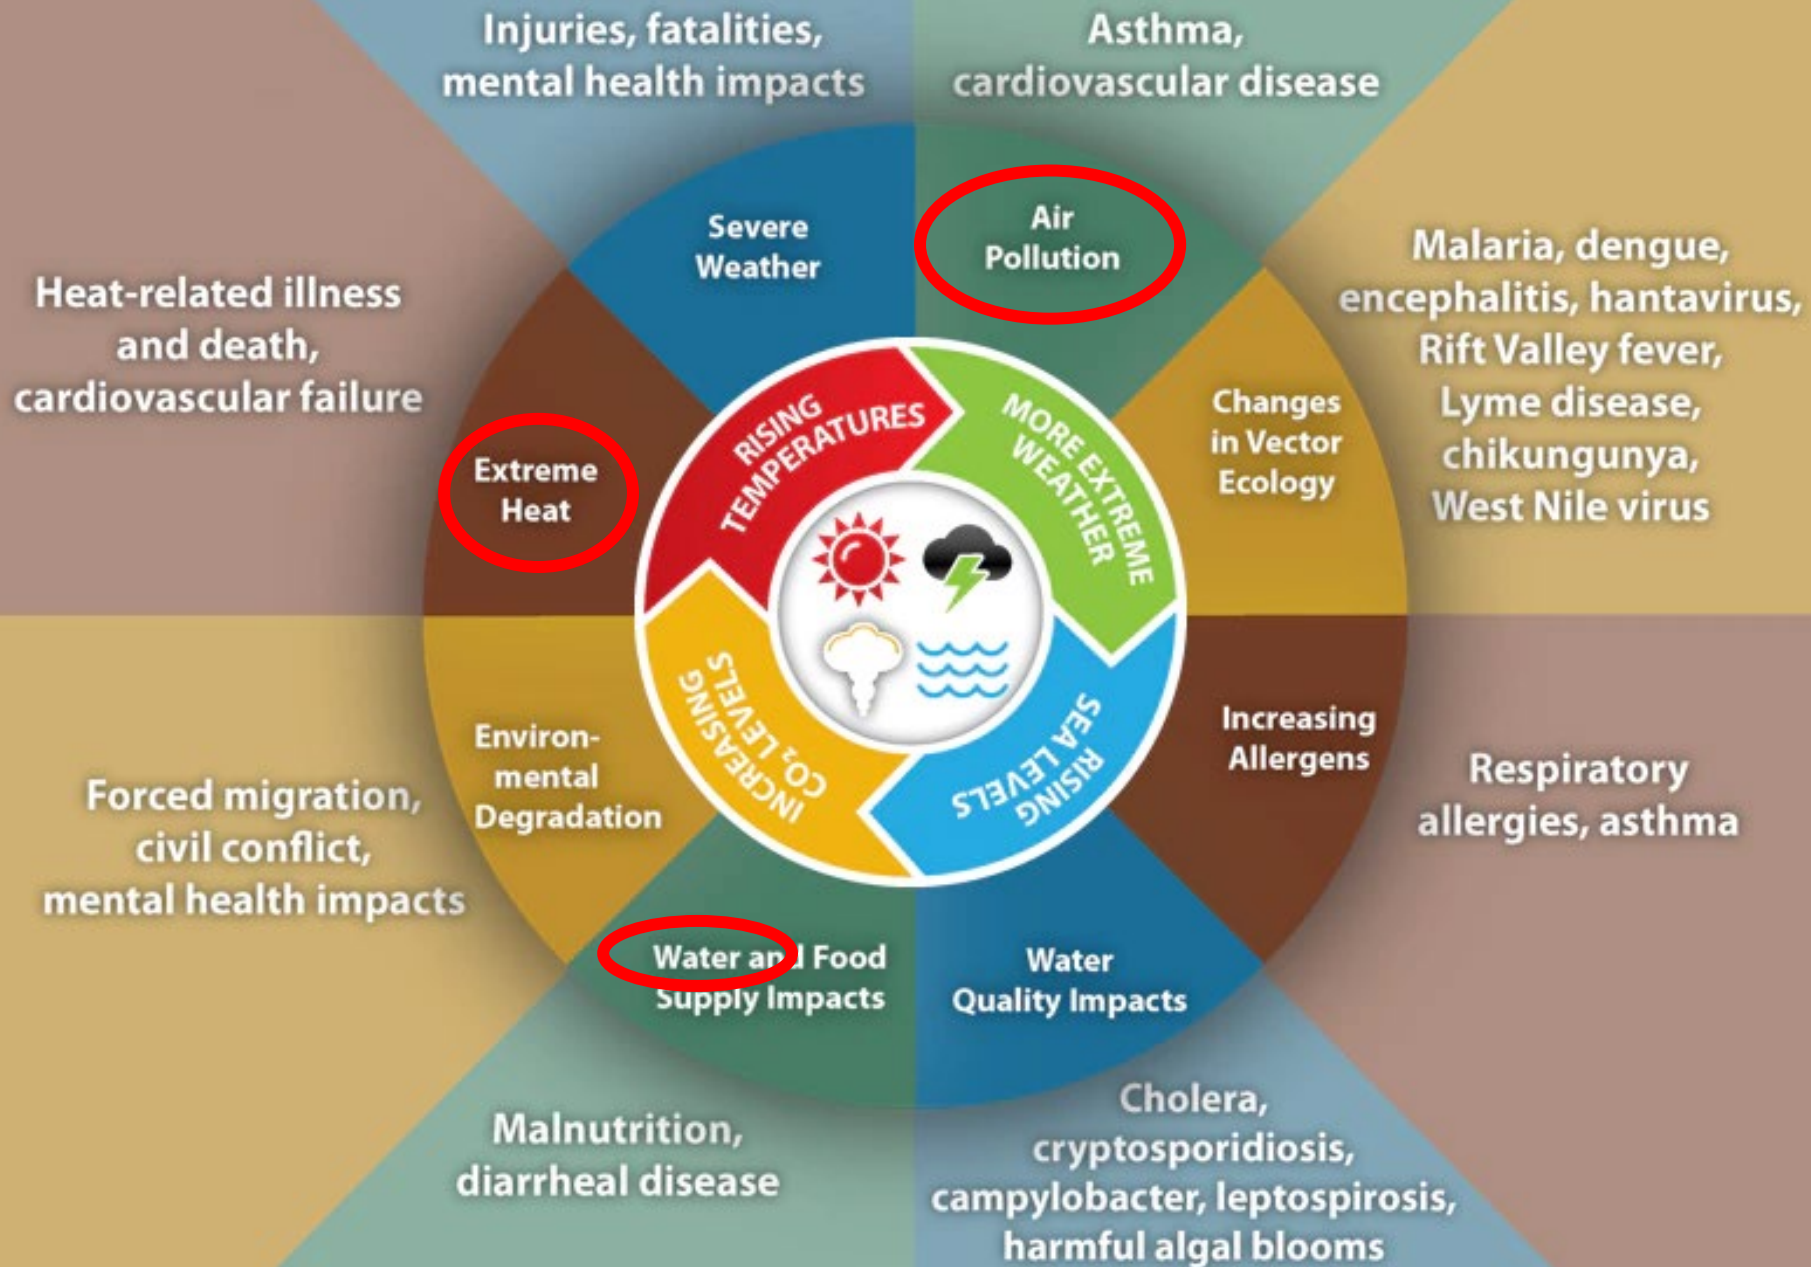 Injuries, fatalities,
mental health impacts
Asthma,
cardiovascular disease
Severe
Weather
Air
Pollution
Malaria, dengue,
encephalitis, hantavirus,
Rift Valley fever,
Lyme disease,
chikungunya,
West Nile virus
Heat-related illness
and death,
cardiovascular failure
Changes
in Vector
Ecology
Extreme
Heat
RISING
TEMPERATURES
MORE EXTREME
WEATHER
RISING
SEA LEVELS
INCREASING
CO₂ LEVELS
Increasing
Allergens
Respiratory
allergies, asthma
Environ-
mental
Degradation
Forced migration,
civil conflict,
mental health impacts
Water and Food
Supply Impacts
Water
Quality Impacts
Malnutrition,
diarrheal disease
Cholera,
cryptosporidiosis,
campylobacter, leptospirosis,
harmful algal blooms